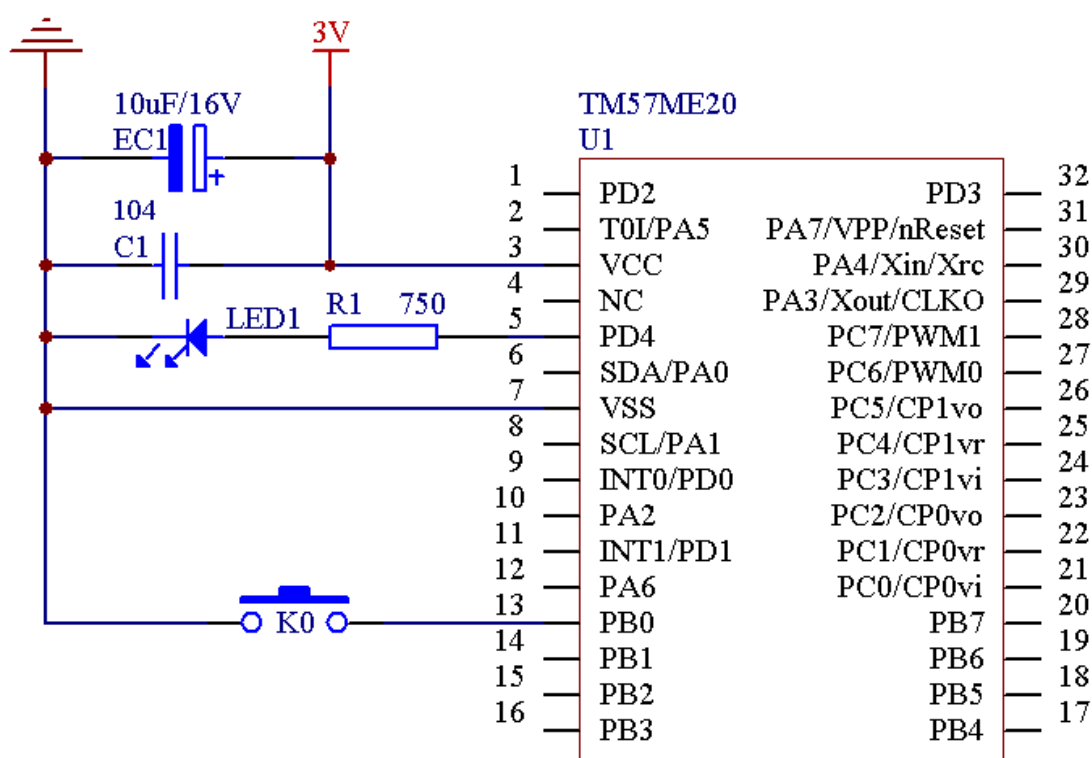 3V
10uF/16V
EC1
+
104
C1
LED1
R1 750
K0
TM57ME20
U1
1 PD2
2 T0I/PA5
3 VCC
4 NC
5 PD4
6 SDA/PA0
7 VSS
8 SCL/PA1
9 INT0/PD0
10 PA2
11 INT1/PD1
12 PA6
13 PB0
14 PB1
15 PB2
16 PB3
PD3 32
PA7/VPP/nReset 31
PA4/Xin/Xrc 30
PA3/Xout/CLKO 29
PC7/PWM1 28
PC6/PWM0 27
PC5/CP1vo 26
PC4/CP1vr 25
PC3/CP1vi 24
PC2/CP0vo 23
PC1/CP0vr 22
PC0/CP0vi 21
PB7 20
PB6 19
PB5 18
PB4 17